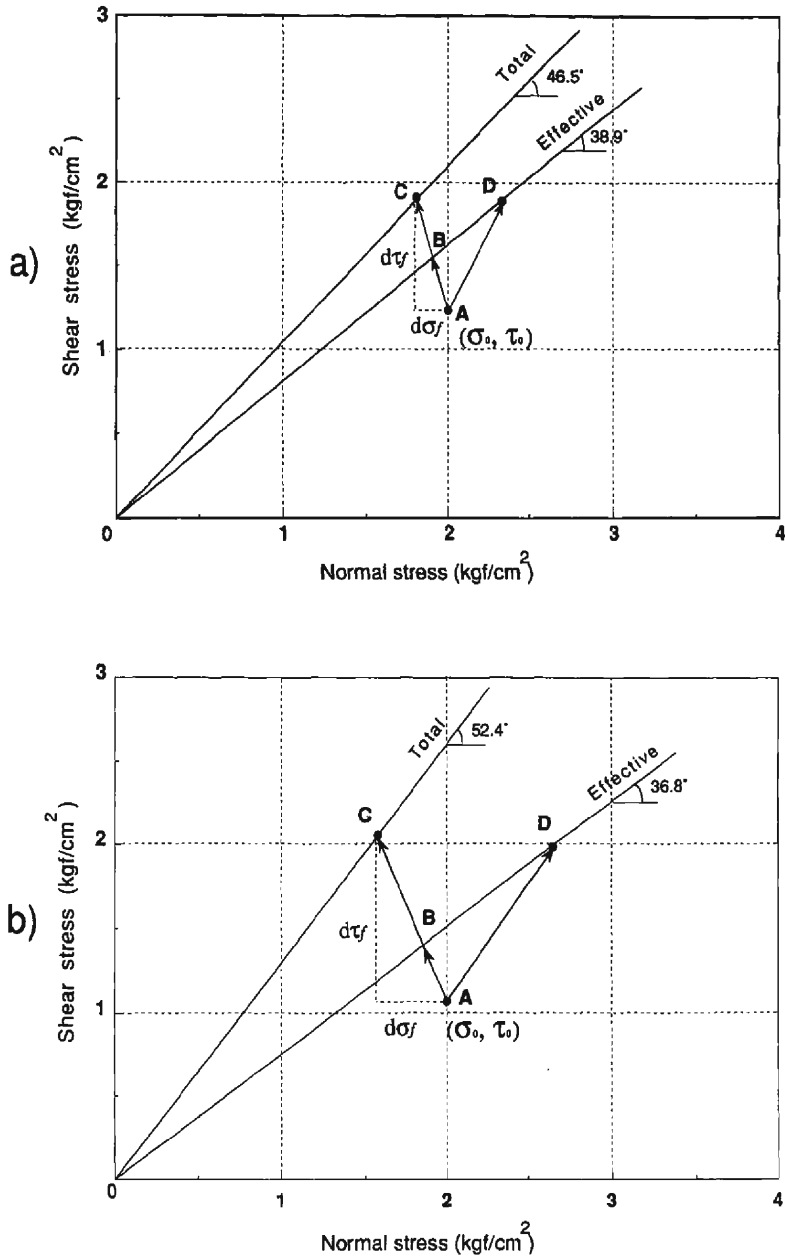 a)
Shear stress (kgf/cm²)
3
2
1
0
Total
46.5°
Effective
38.9°
C
D
B
dτf
A
dσf
(σ₀, τ₀)
1
2
3
4
Normal stress (kgf/cm²)
b)
Shear stress (kgf/cm²)
3
2
1
0
Total
52.4°
Effective
36.8°
C
D
B
dτf
A
dσf
(σ₀, τ₀)
1
2
3
4
Normal stress (kgf/cm²)